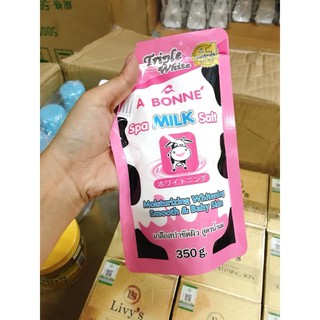 Triple
White
A BONNE'
Spa MILK Salt
ホワイトニング
Moisturizing Whitening
Smooth & Baby Skin
เกลือสปาขัดผิว สูตรน้ำนม
350 g.
Livy's
Livy's